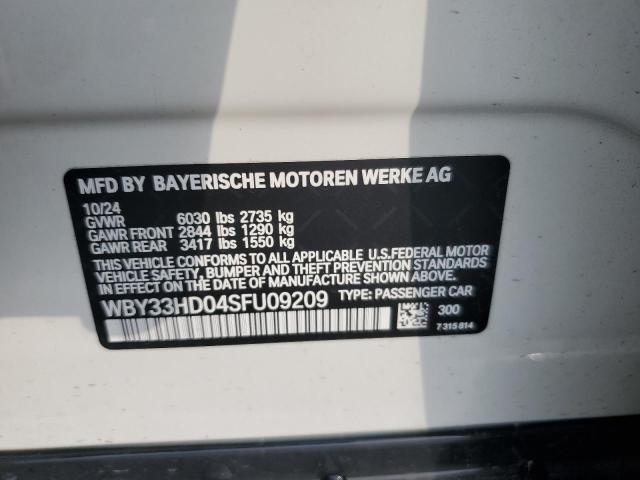 MFD BY BAYERISCHE MOTOREN WERKE AG
10/24
GVWR 6030 lbs 2735 kg
GAWR FRONT 2844 lbs 1290 kg
GAWR REAR 3417 lbs 1550 kg
THIS VEHICLE CONFORMS TO ALL APPLICABLE U.S.FEDERAL MOTOR
VEHICLE SAFETY, BUMPER AND THEFT PREVENTION STANDARDS
IN EFFECT ON THE DATE OF MANUFACTURE SHOWN ABOVE.
WBY33HD04SFU09209 TYPE: PASSENGER CAR
300
7 315 814